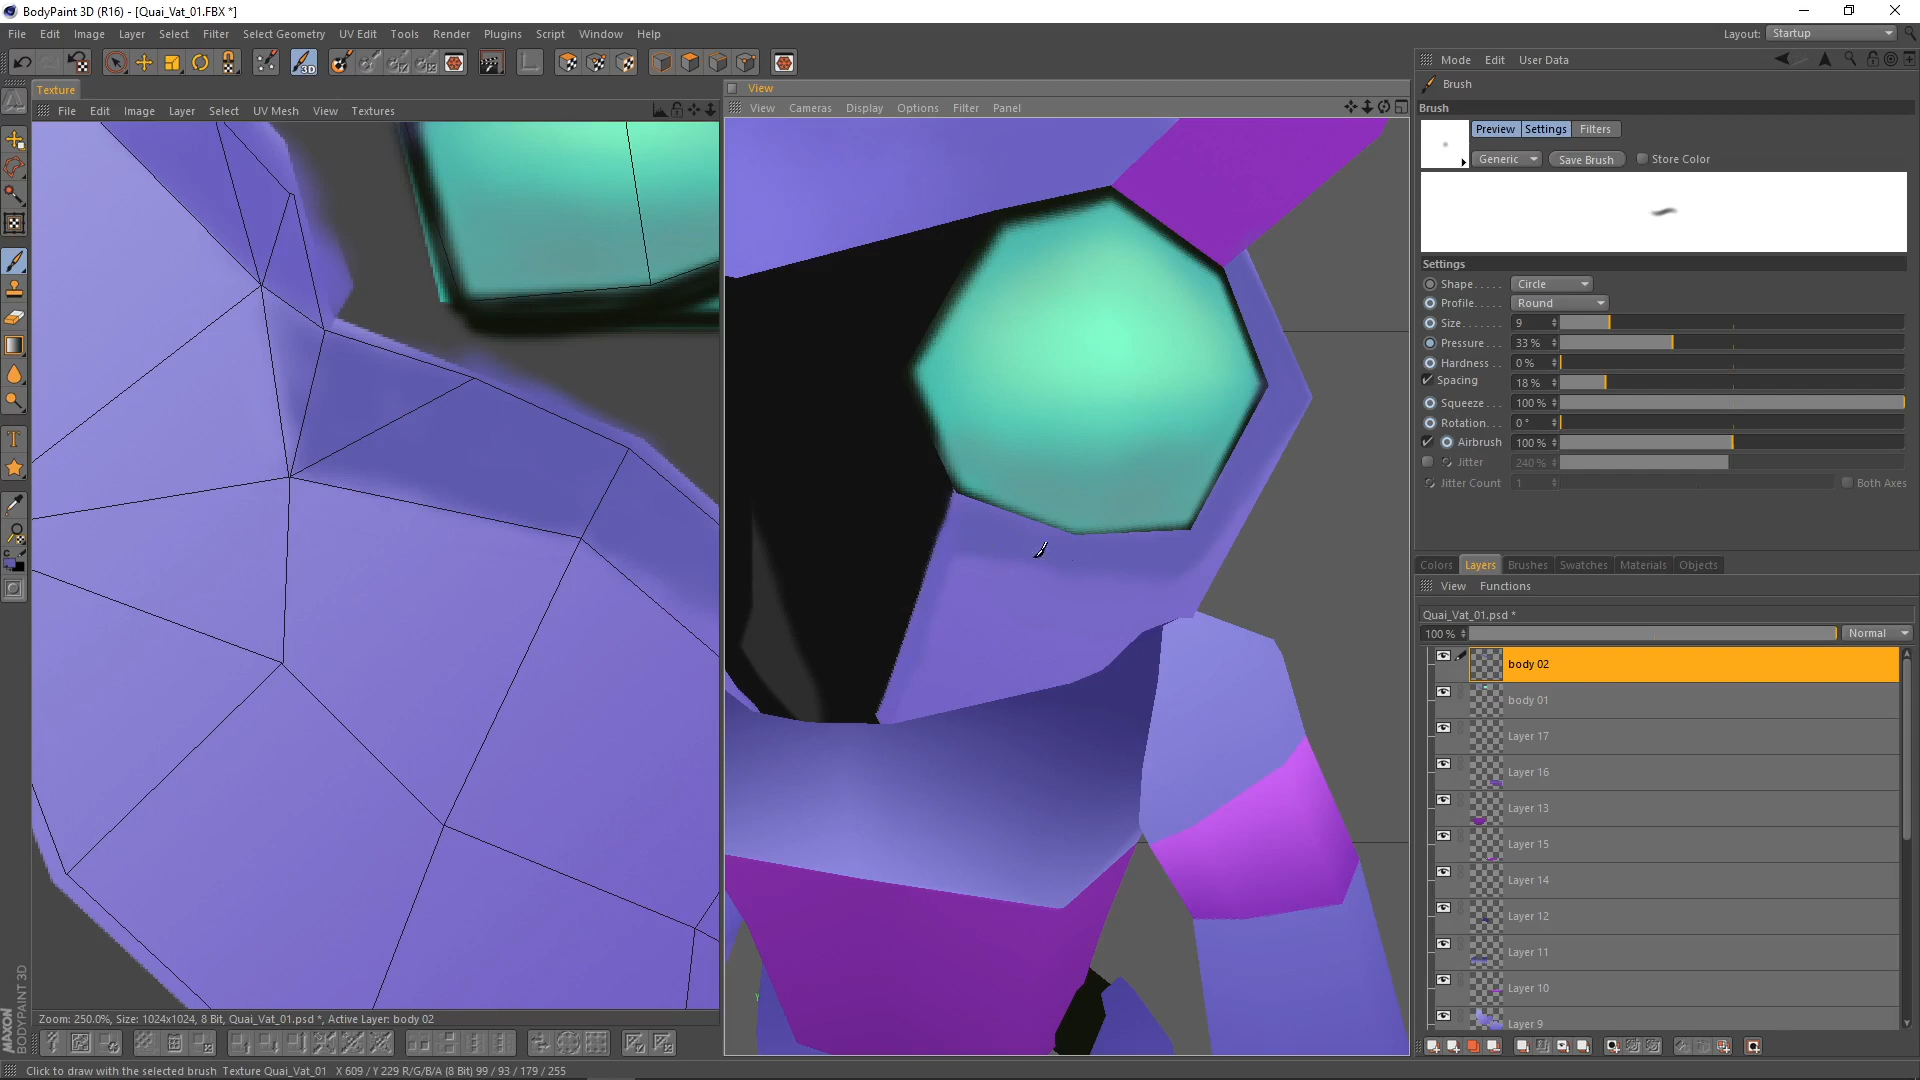 BodyPaint 3D (R16) - [Quai_Vat_01.FBX *]
File Edit Image Layer Select Filter Select Geometry UV Edit Tools Render Plugins Script Window Help
Layout: Startup
Texture
File Edit Image Layer Select UV Mesh View Textures
View
View Cameras Display Options Filter Panel
Mode Edit User Data
Brush
Brush
Preview Settings Filters
Generic Save Brush Store Color
Settings
Shape..... Circle
Profile..... Round
Size....... 9
Pressure... 33 %
Hardness.. 0 %
Spacing 18 %
Squeeze... 100 %
Rotation... 0 °
Airbrush 100 %
Jitter 240 %
Jitter Count 1 Both Axes
Colors Layers Brushes Swatches Materials Objects
View Functions
Quai_Vat_01.psd *
100 % Normal
body 02
body 01
Layer 17
Layer 16
Layer 13
Layer 15
Layer 14
Layer 12
Layer 11
Layer 10
Layer 9
3D
T
C
Y
MAXON
BODYPAINT 3D
Zoom: 250.0%, Size: 1024x1024, 8 Bit, Quai_Vat_01.psd *, Active Layer: body 02
Click to draw with the selected brush Texture Quai_Vat_01 X 609 / Y 229 R/G/B/A (8 Bit) 99 / 93 / 179 / 255